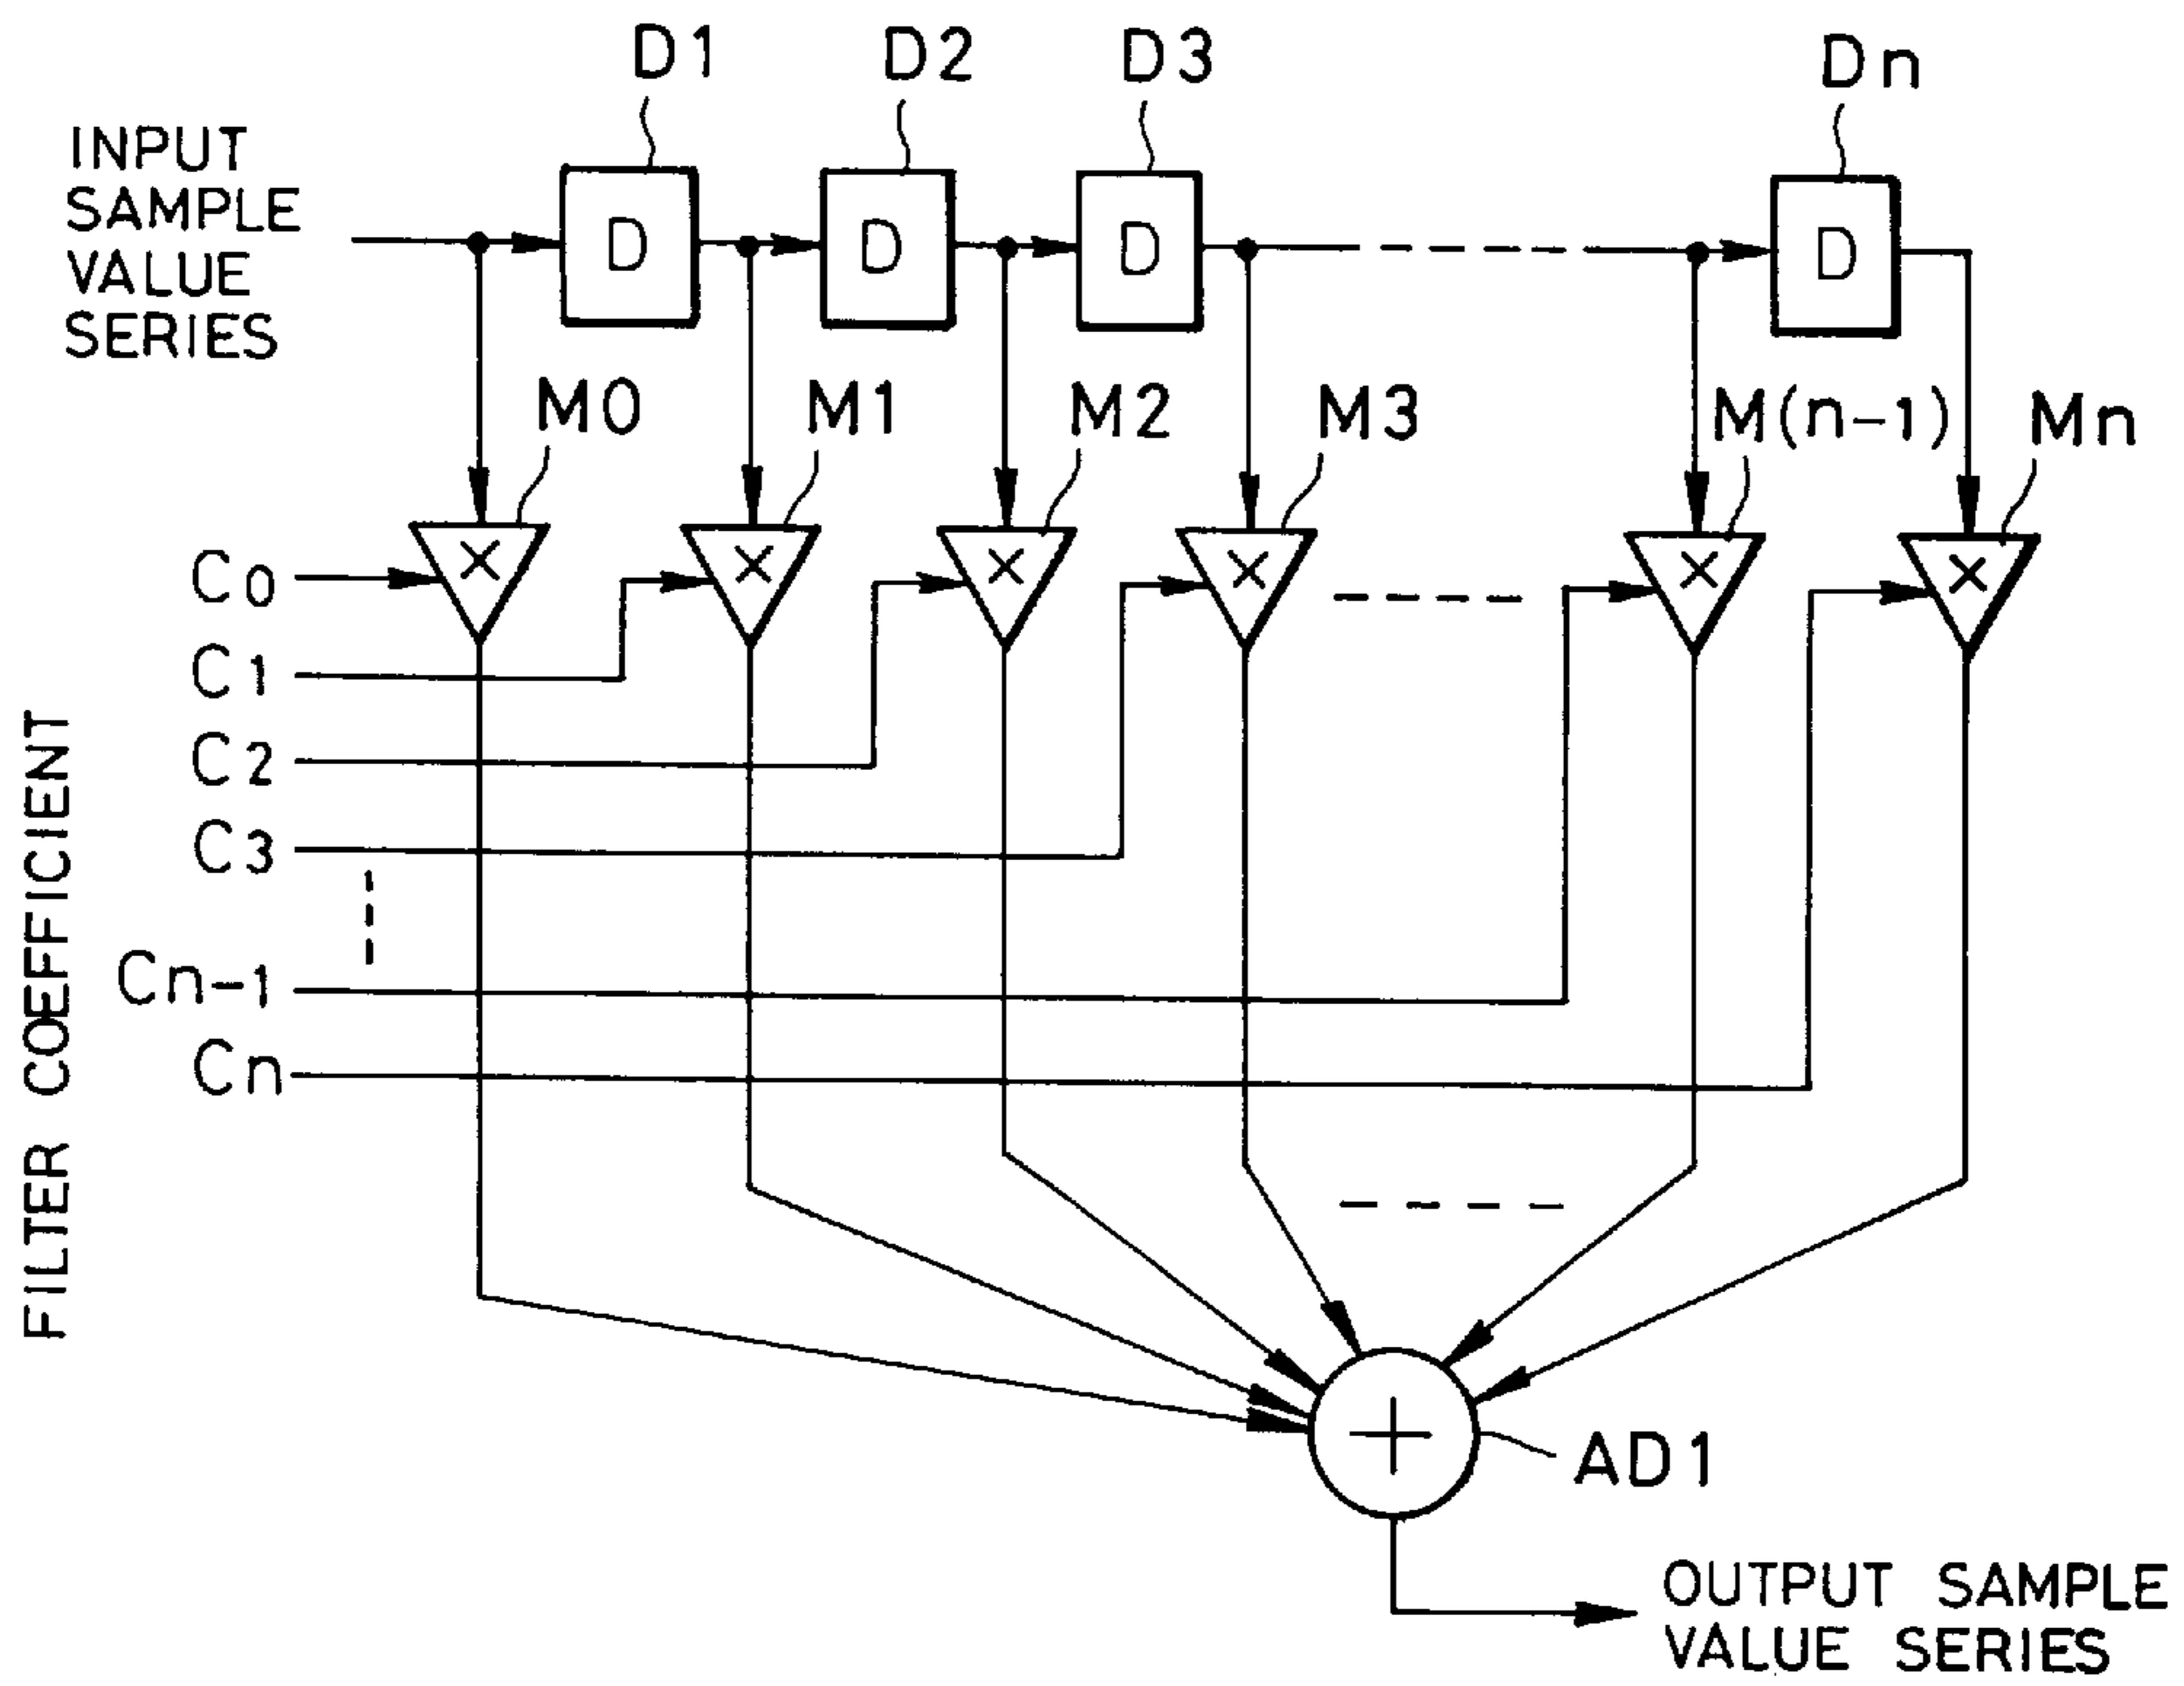 D1 D2 D3 Dn
INPUT
SAMPLE
VALUE
SERIES
D D D D
M0 M1 M2 M3 M(n-1) Mn
× × × × × ×
C0
C1
C2
C3
Cn-1
Cn
FILTER COEFFICIENT
+
AD1
OUTPUT SAMPLE
VALUE SERIES